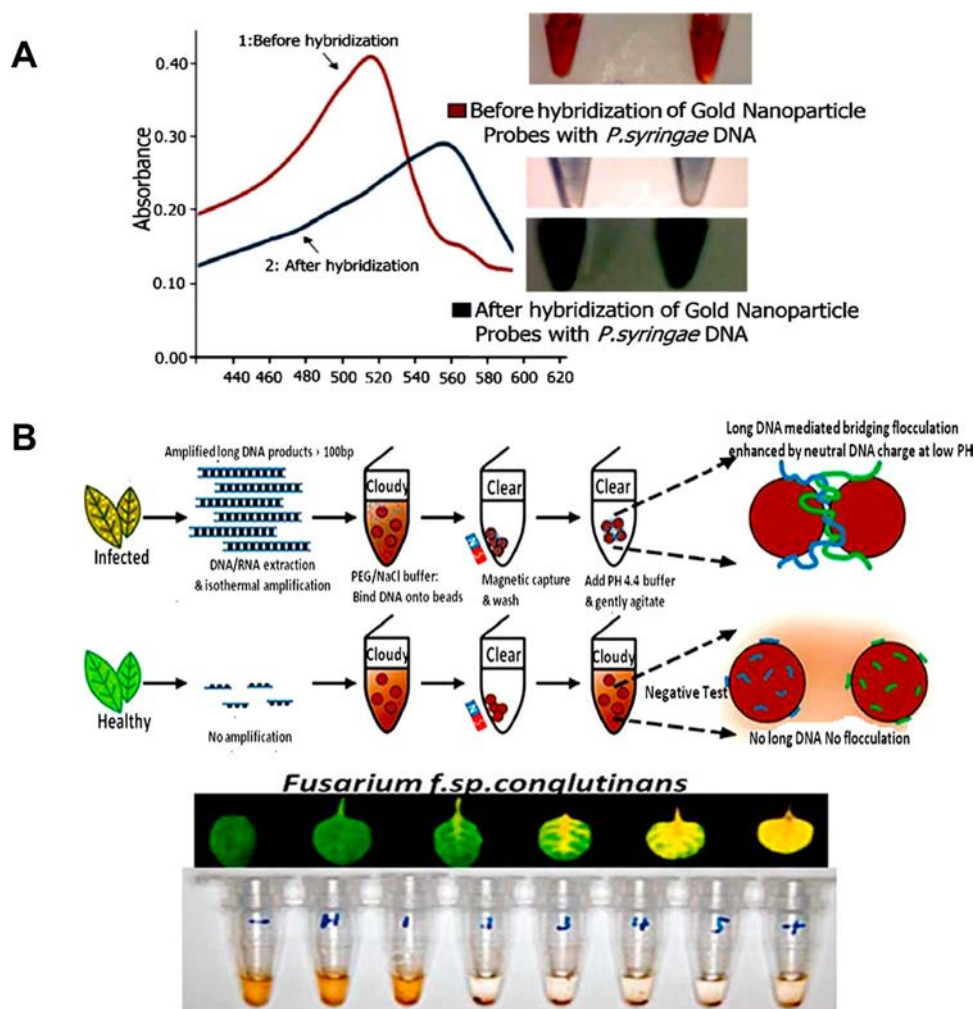 A
1:Before hybridization
0.40
0.30
0.20
0.10
0.00
Absorbance
2: After hybridization
440 460 480 500 520 540 560 580 600 620
Before hybridization of Gold Nanoparticle
Probes with P.syringae DNA
After hybridization of Gold Nanoparticle
Probes with P.syringae DNA
B
Amplified long DNA products > 100bp
Infected
DNA/RNA extraction
& isothermal amplification
Cloudy
PEG/NaCl buffer:
Bind DNA onto beads
Clear
N S
Magnetic capture
& wash
Clear
Add PH 4.4 buffer
& gently agitate
Long DNA mediated bridging flocculation
enhanced by neutral DNA charge at low PH
Healthy
No amplification
Cloudy
Clear
N S
Cloudy
Negative Test
No long DNA No flocculation
Fusarium f.sp.conglutinans
- H 1 2 3 4 5 +